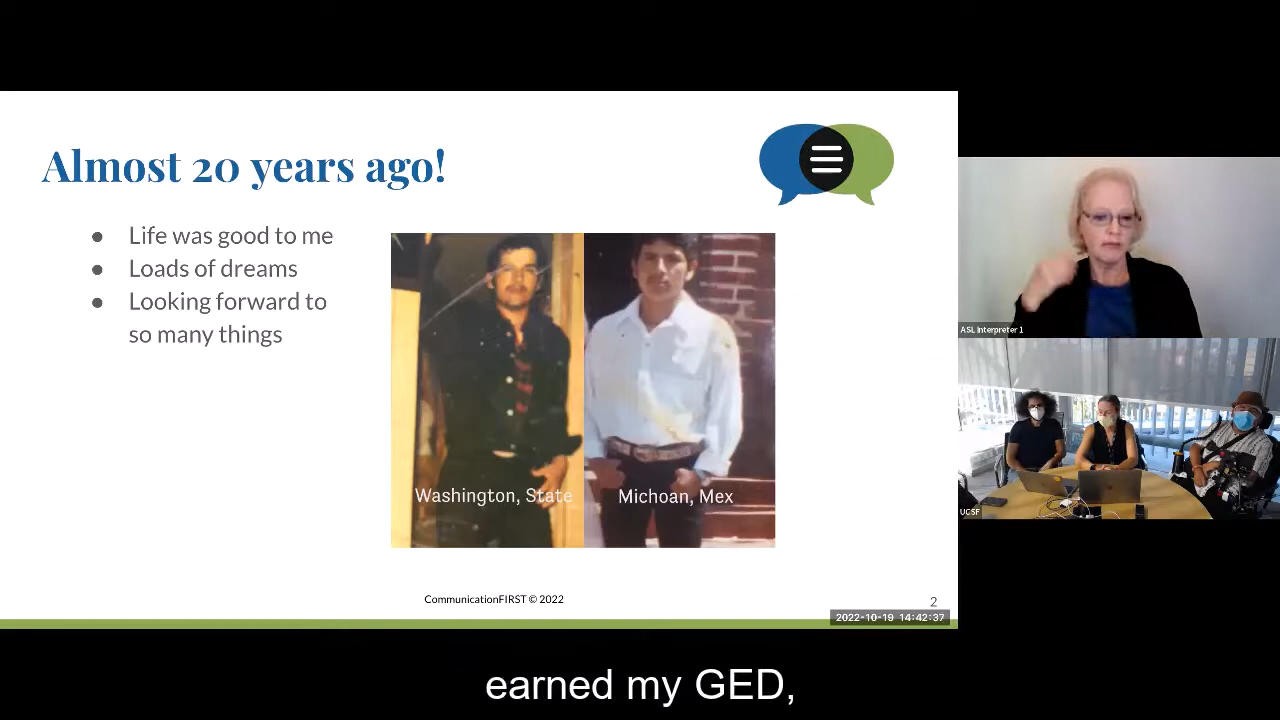 Almost 20 years ago!
● Life was good to me
● Loads of dreams
● Looking forward to
so many things
Washington, State
Michoan, Mex
CommunicationFIRST © 2022
2
2022-10-19 14:42:37
ASL Interpreter 1
UCSF
earned my GED,